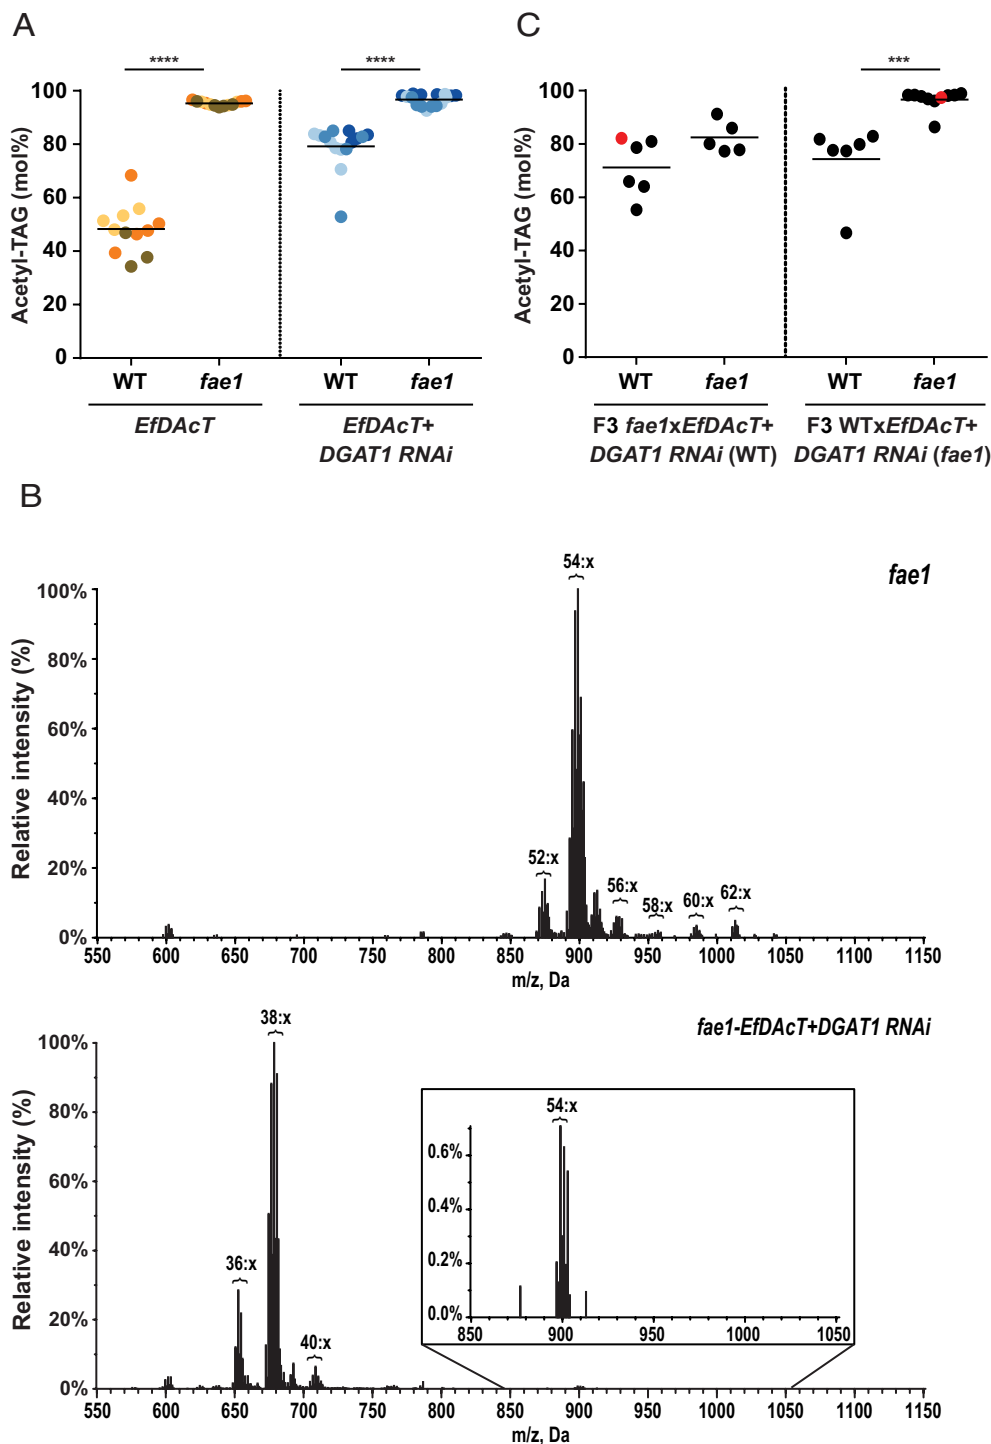 A
****
****
100
80
60
40
20
0
Acetyl-TAG (mol%)
WT
fae1
WT
fae1
EfDAcT
EfDAcT+
DGAT1 RNAi
C
***
100
80
60
40
20
0
Acetyl-TAG (mol%)
WT
fae1
WT
fae1
F3 fae1xEfDAcT+
DGAT1 RNAi (WT)
F3 WTxEfDAcT+
DGAT1 RNAi (fae1)
B
fae1
54:x
52:x
56:x
58:x
60:x
62:x
100%
80%
60%
40%
20%
0%
Relative intensity (%)
550 600 650 700 750 800 850 900 950 1000 1050 1100 1150
m/z, Da
fae1-EfDAcT+DGAT1 RNAi
38:x
36:x
40:x
100%
80%
60%
40%
20%
0%
Relative intensity (%)
54:x
0.6%
0.4%
0.2%
0.0%
850 900 950 1000 1050
550 600 650 700 750 800 850 900 950 1000 1050 1100 1150
m/z, Da